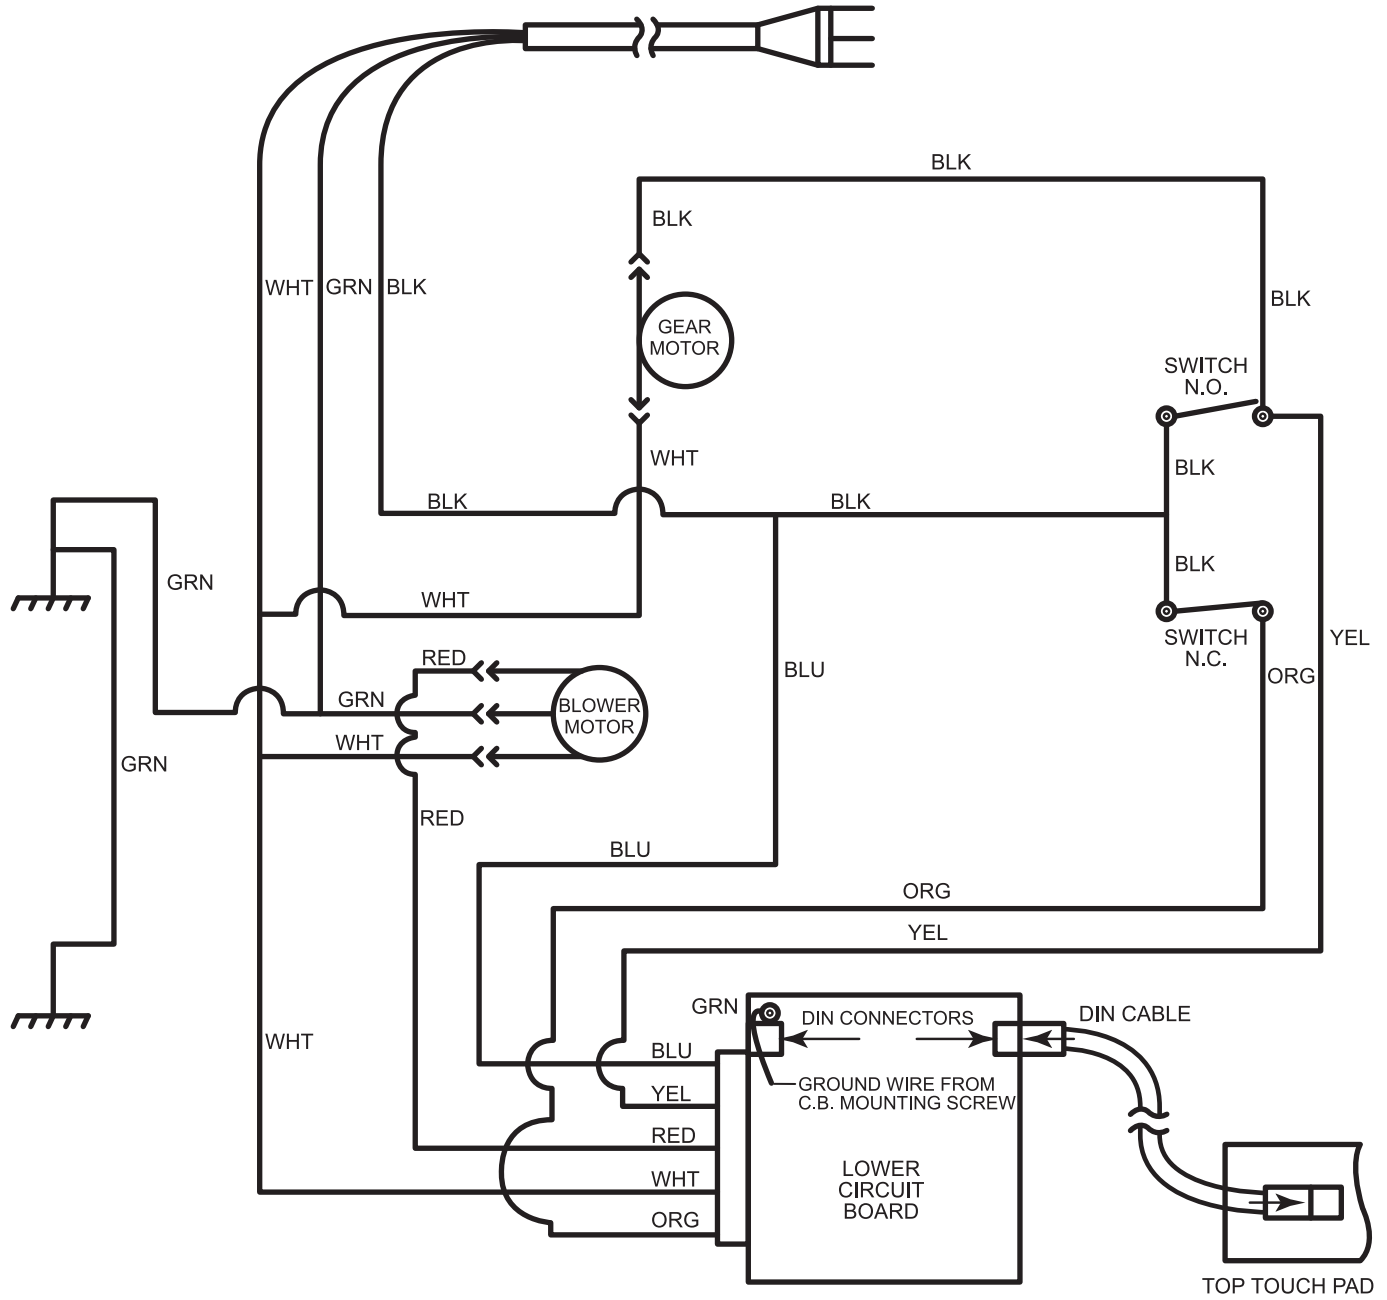 BLK
BLK
WHT
GRN
BLK
BLK
GEAR
MOTOR
SWITCH
N.O.
WHT
BLK
BLK
BLK
BLK
GRN
WHT
SWITCH
N.C.
YEL
RED
BLU
ORG
GRN
BLOWER
MOTOR
WHT
GRN
RED
BLU
ORG
YEL
GRN
DIN CONNECTORS
DIN CABLE
WHT
BLU
YEL
GROUND WIRE FROM
C.B. MOUNTING SCREW
RED
WHT
LOWER
CIRCUIT
BOARD
ORG
TOP TOUCH PAD